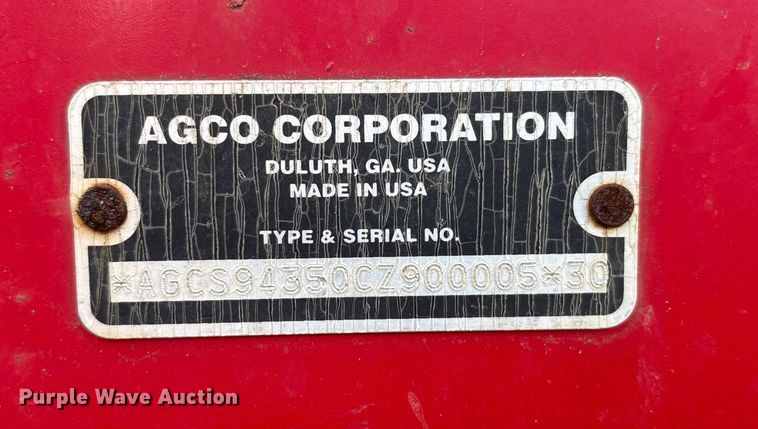 AGCO CORPORATION
DULUTH, GA. USA
MADE IN USA
TYPE & SERIAL NO.
*AGCS94350CZ900005*30
Purple Wave Auction